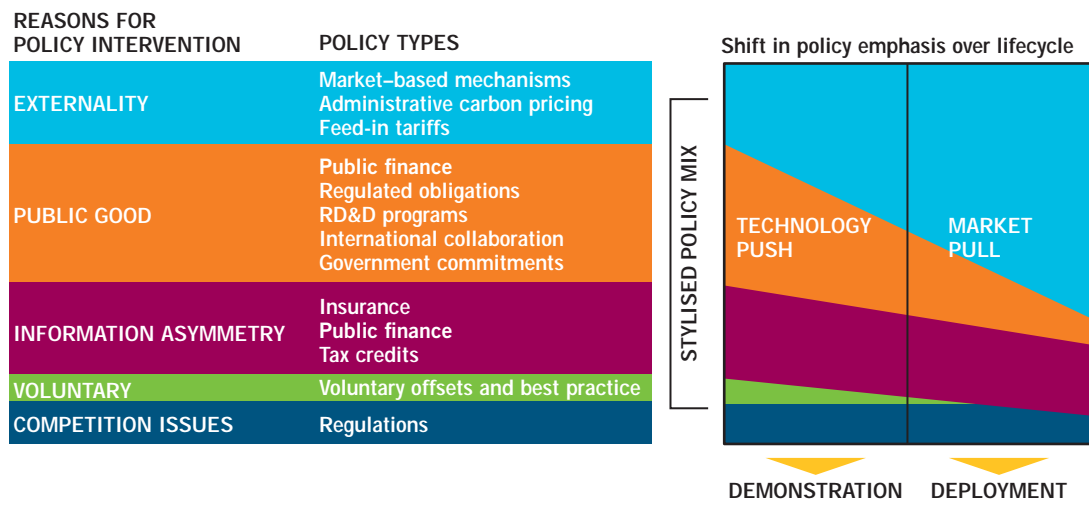 REASONS FOR
POLICY INTERVENTION
POLICY TYPES
EXTERNALITY
Market–based mechanisms
Administrative carbon pricing
Feed-in tariffs
PUBLIC GOOD
Public finance
Regulated obligations
RD&D programs
International collaboration
Government commitments
INFORMATION ASYMMETRY
Insurance
Public finance
Tax credits
VOLUNTARY
Voluntary offsets and best practice
COMPETITION ISSUES
Regulations
Shift in policy emphasis over lifecycle
STYLISED POLICY MIX
TECHNOLOGY
PUSH
MARKET
PULL
DEMONSTRATION
DEPLOYMENT